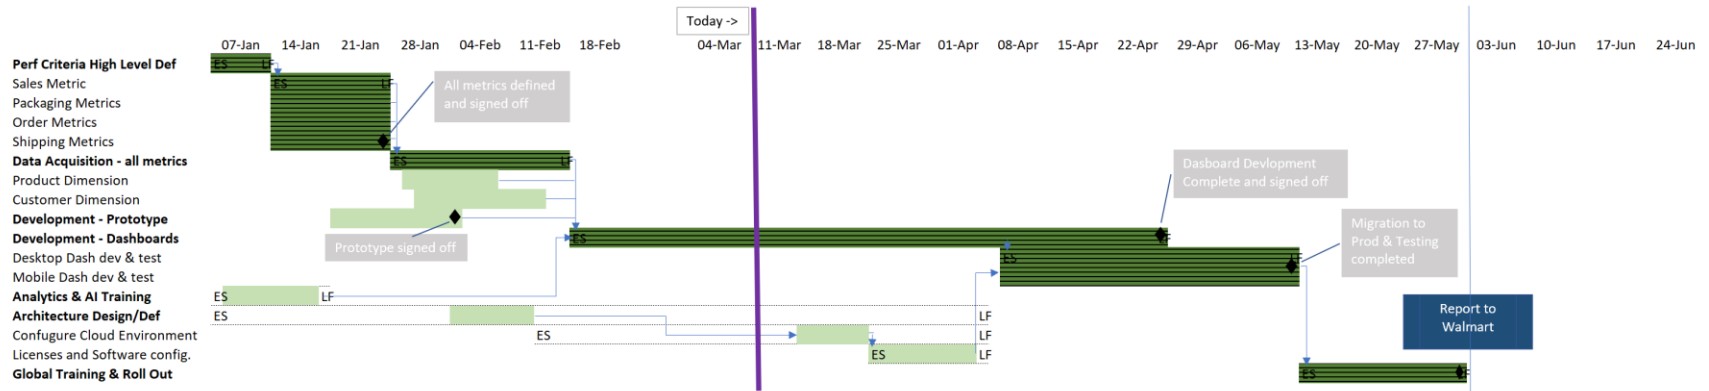 Today ->
07-Jan 14-Jan 21-Jan 28-Jan 04-Feb 11-Feb 18-Feb 04-Mar 11-Mar 18-Mar 25-Mar 01-Apr 08-Apr 15-Apr 22-Apr 29-Apr 06-May 13-May 20-May 27-May 03-Jun 10-Jun 17-Jun 24-Jun
Perf Criteria High Level Def ES LF
Sales Metric ES LF
All metrics defined
and signed off
Packaging Metrics
Order Metrics
Shipping Metrics
Data Acquisition - all metrics ES LF
Dasboard Devlopment
Complete and signed off
Product Dimension
Customer Dimension
Development - Prototype
Prototype signed off
Migration to
Prod & Testing
completed
Development - Dashboards ES LF
Desktop Dash dev & test ES LF
Mobile Dash dev & test
Analytics & AI Training ES LF
Architecture Design/Def ES LF
Report to
Walmart
Confugure Cloud Environment ES LF
Licenses and Software config. ES LF
Global Training & Roll Out ES LF